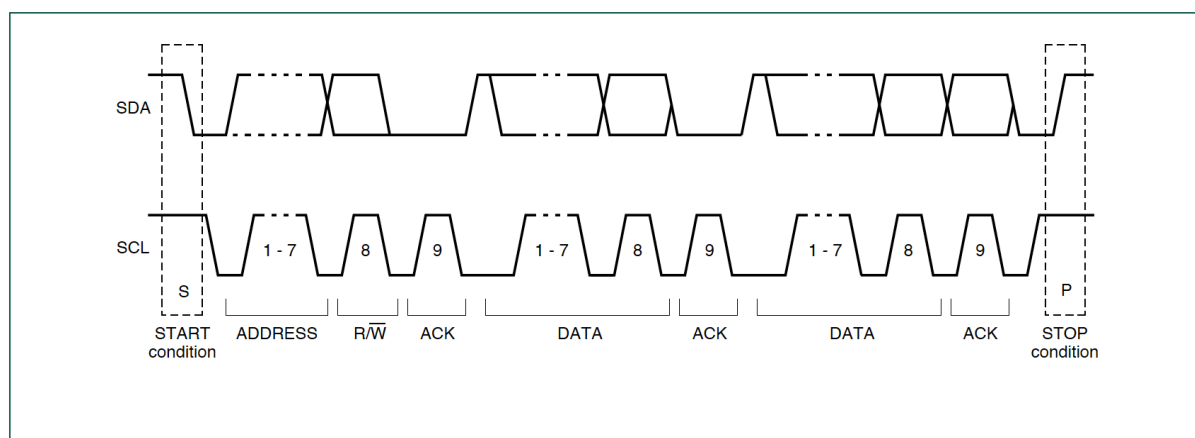 SDA
SCL
1 - 7 8 9 1 - 7 8 9 1 - 7 8 9
S P
START ADDRESS R/W̅ ACK DATA ACK DATA ACK STOP
condition condition